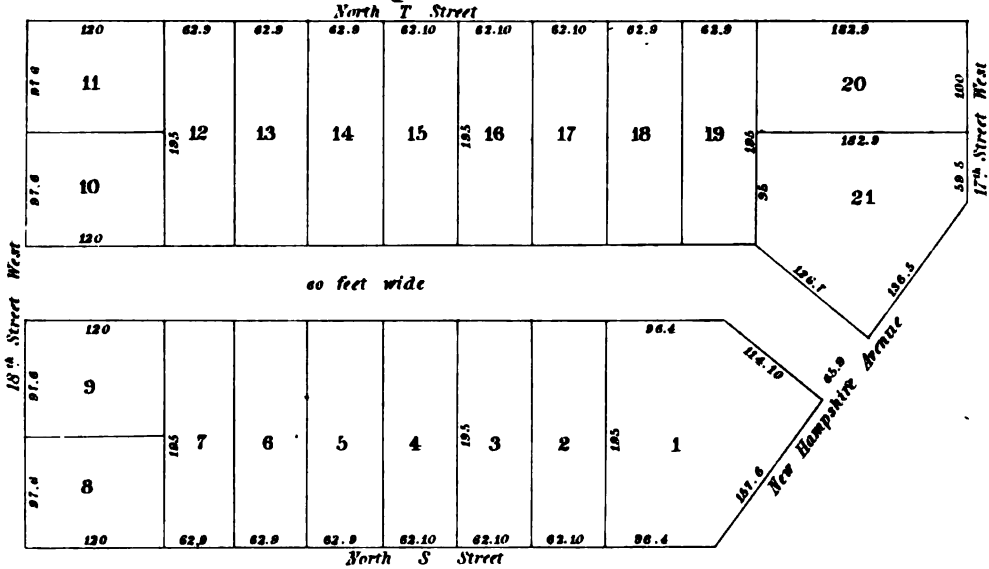 North T Street
120 62.9 62.9 62.9 62.10 62.10 62.10 62.9 62.9 182.9
97.6 11 20 100
17th Street West
195 12 13 14 15 195 16 17 18 19 195
182.9
97.6 10 95 21 59.5
120
18th Street West
60 feet wide
126.7 136.5
120 96.4
114.10 65.9
New Hampshire Avenue
97.6 9
195 7 6 5 4 195 3 2 195 1
97.6 8 157.6
120 62.9 62.9 62.9 62.10 62.10 62.10 96.4
North S Street